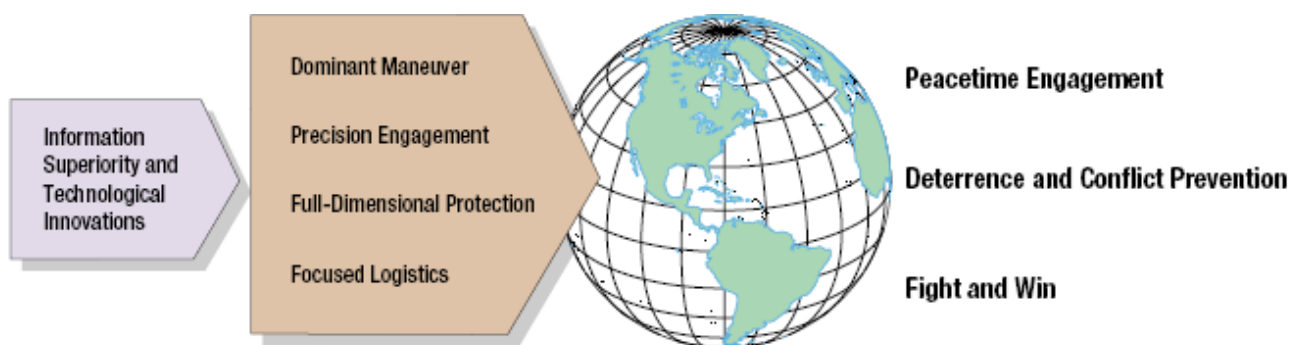 Information
Superiority and
Technological
Innovations
Dominant Maneuver
Precision Engagement
Full-Dimensional Protection
Focused Logistics
Peacetime Engagement
Deterrence and Conflict Prevention
Fight and Win